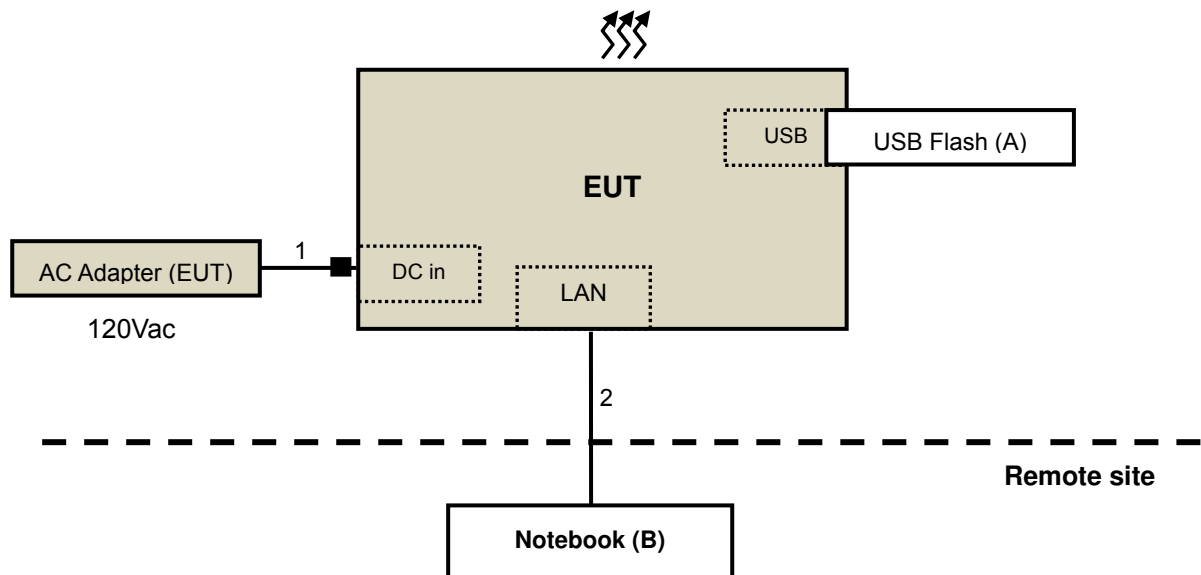 USB
USB Flash (A)
EUT
1
AC Adapter (EUT)
DC in
LAN
120Vac
2
Remote site
Notebook (B)